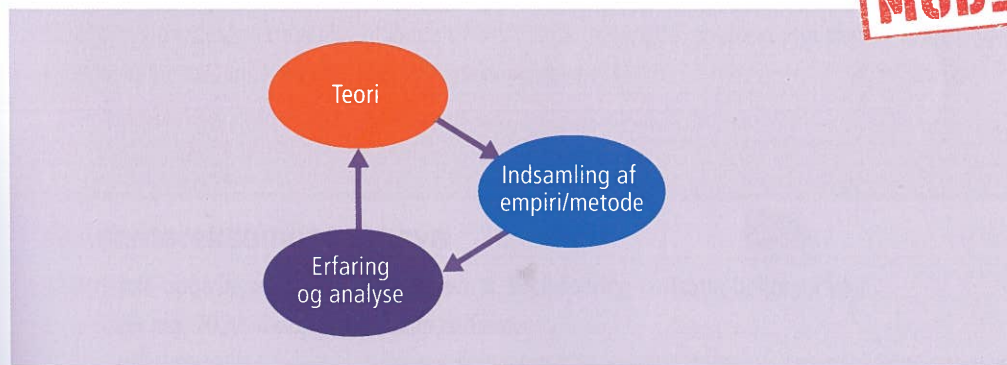 Teori
Indsamling af
empiri/metode
Erfaring
og analyse